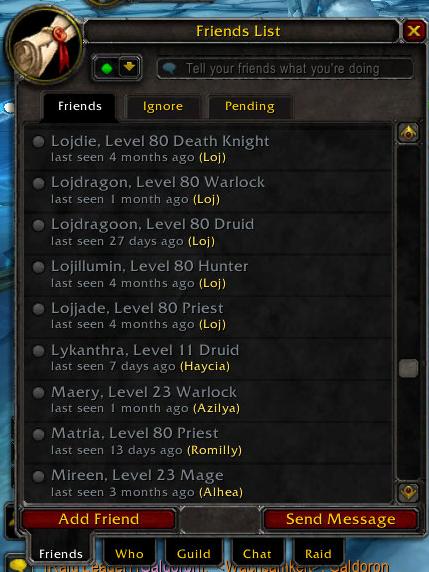 Friends List
Tell your friends what you're doing
Friends
Ignore
Pending
Lojdie, Level 80 Death Knight
last seen 4 months ago (Loj)
Lojdragon, Level 80 Warlock
last seen 1 month ago (Loj)
Lojdragoon, Level 80 Druid
last seen 27 days ago (Loj)
Lojillumin, Level 80 Hunter
last seen 4 months ago (Loj)
Lojjade, Level 80 Priest
last seen 4 months ago (Loj)
Lykanthra, Level 11 Druid
last seen 7 days ago (Haycia)
Maery, Level 23 Warlock
last seen 1 month ago (Azilya)
Matria, Level 80 Priest
last seen 13 days ago (Romilly)
Mireen, Level 23 Mage
last seen 3 months ago (Alhea)
Add Friend
Send Message
Friends
Who
Guild
Chat
Raid